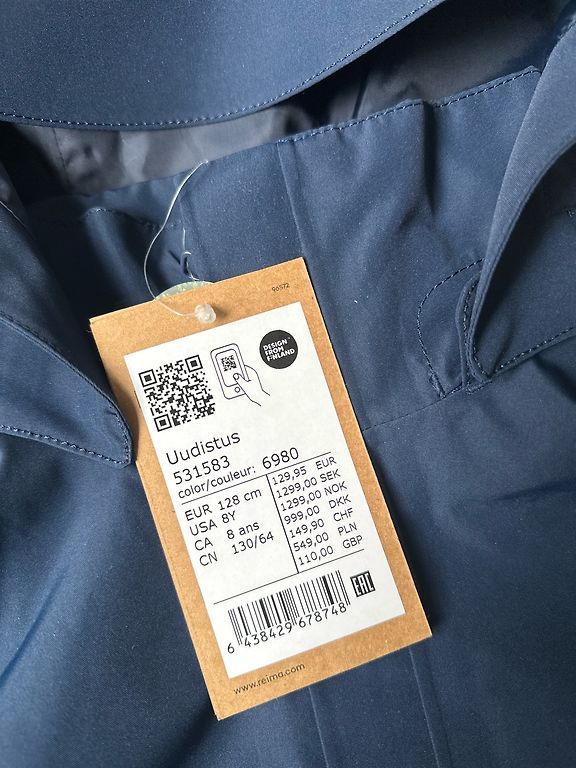 96572
DESIGN
FROM
FINLAND
Uudistus
531583
color/couleur: 6980
EUR 128 cm
USA 8Y
CA 8 ans
CN 130/64
129,95 EUR
1299,00 SEK
1299,00 NOK
999,00 DKK
149,90 CHF
549,00 PLN
110,00 GBP
EAC
6 438429 678748
www.reima.com